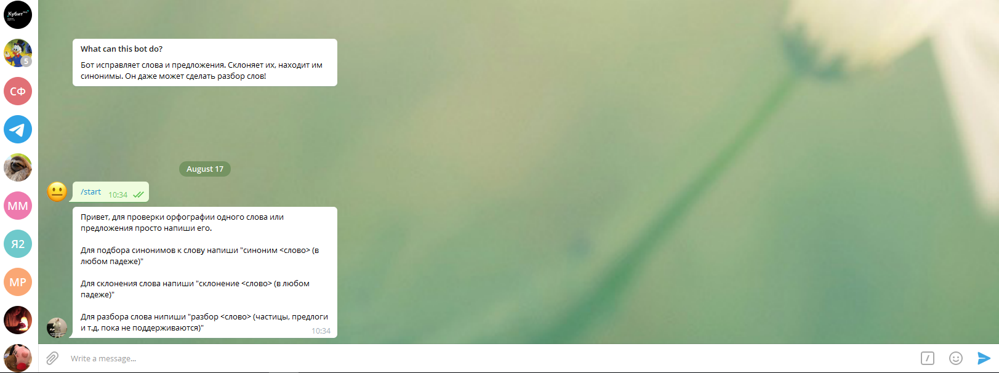 Кубит
5
What can this bot do?
Бот исправляет слова и предложения. Склоняет их, находит им
синонимы. Он даже может сделать разбор слов!
СФ
August 17
/start 10:34
ММ
Привет, для проверки орфографии одного слова или
предложения просто напиши его.
Я2
Для подбора синонимов к слову напиши "синоним <слово> (в
любом падеже)"
МР
Для склонения слова напиши "склонение <слово> (в любом
падеже)"
Для разбора слова нипиши "разбор <слово> (частицы, предлоги
и т.д. пока не поддерживаются)"
10:34
Write a message...